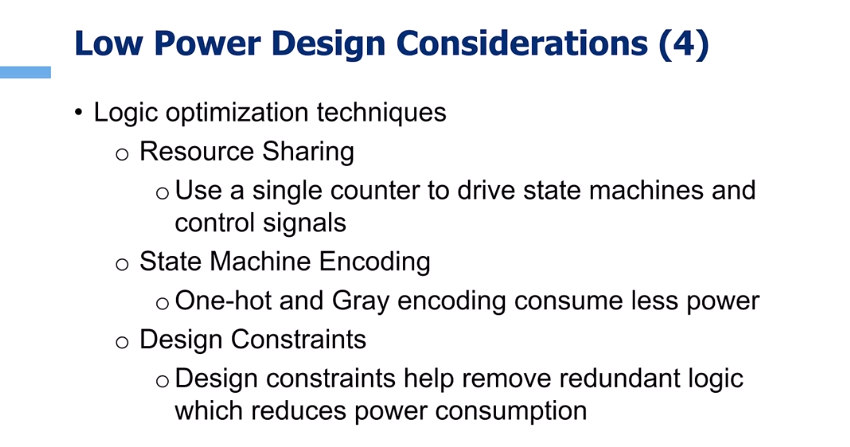 Low Power Design Considerations (4)
• Logic optimization techniques
o Resource Sharing
o Use a single counter to drive state machines and
control signals
o State Machine Encoding
o One-hot and Gray encoding consume less power
o Design Constraints
o Design constraints help remove redundant logic
which reduces power consumption